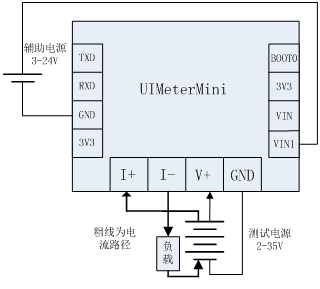 辅助电源
3-24V
TXD
RXD
GND
3V3
UIMeterMini
BOOT0
3V3
VIN
VIN1
I+
I-
V+
GND
粗线为电
流路径
负
载
测试电源
2-35V